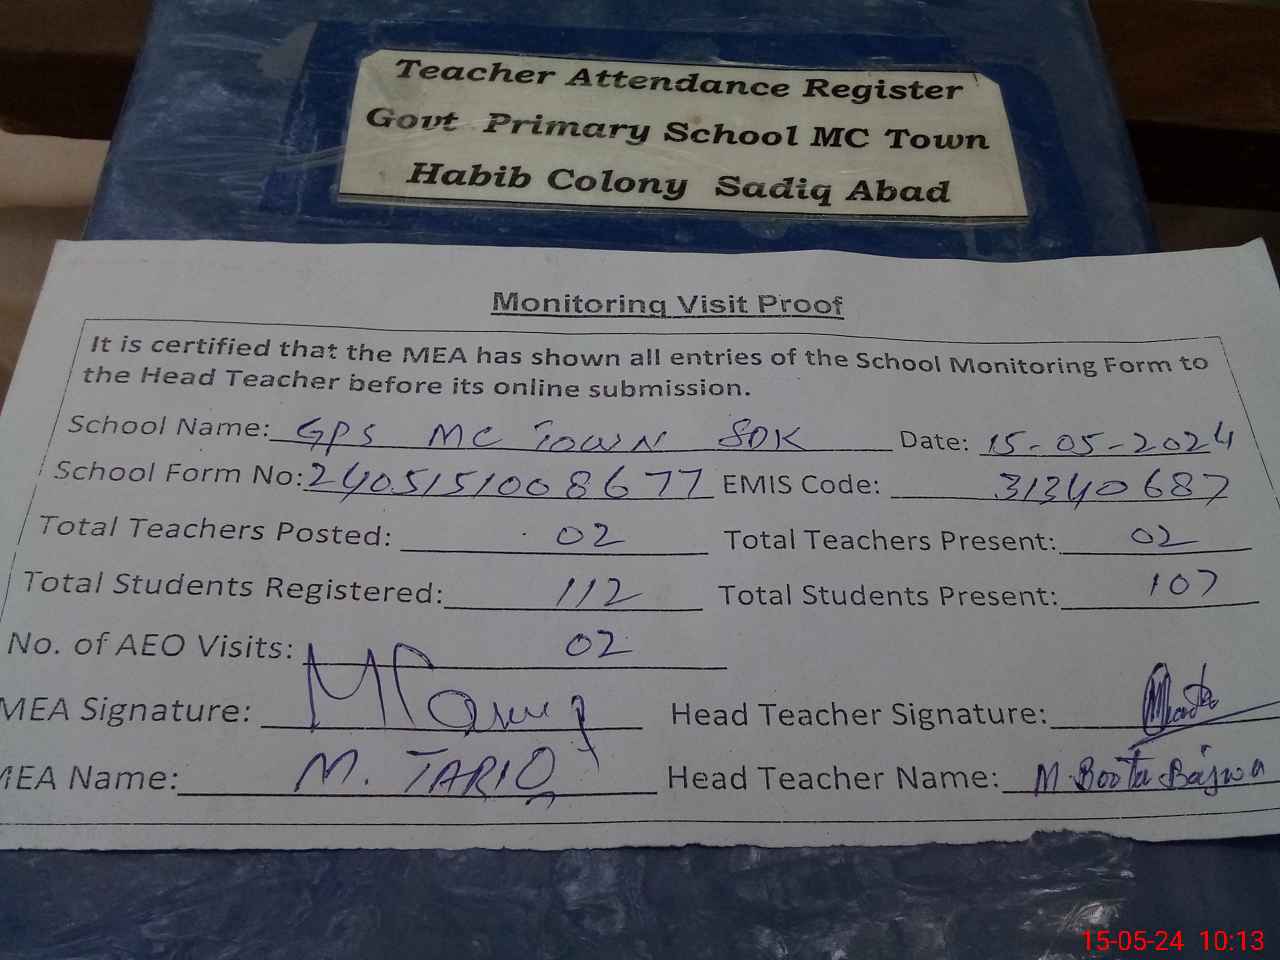 Teacher Attendance Register
Govt Primary School MC Town
Habib Colony Sadiq Abad
Monitoring Visit Proof
It is certified that the MEA has shown all entries of the School Monitoring Form to
the Head Teacher before its online submission.
School Name: GPS MC TOWN SDK Date: 15-05-2024
School Form No: 2405151008677 EMIS Code: 31340687
Total Teachers Posted: 02 Total Teachers Present: 02
Total Students Registered: 112 Total Students Present: 107
No. of AEO Visits: 02
MEA Signature: MTariq Head Teacher Signature:
MEA Name: M. TARIQ Head Teacher Name: M. Boota Bajwa
15-05-24 10:13